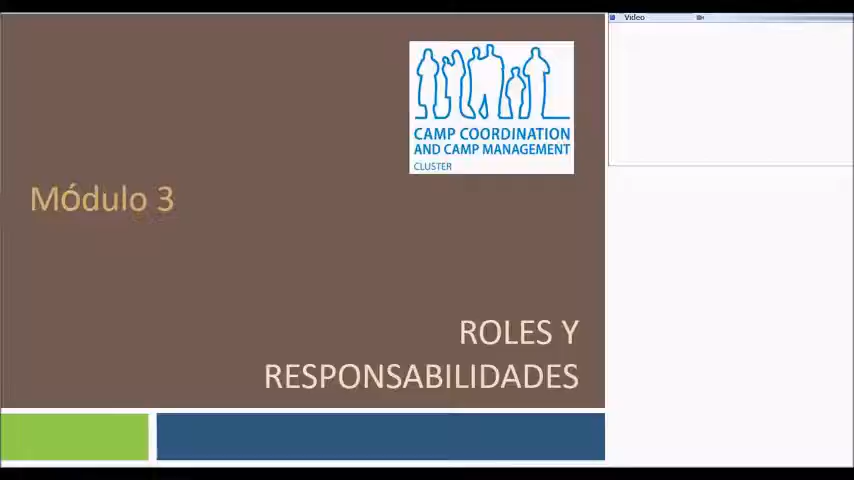 Video
CAMP COORDINATION
AND CAMP MANAGEMENT
CLUSTER
Módulo 3
ROLES Y
RESPONSABILIDADES